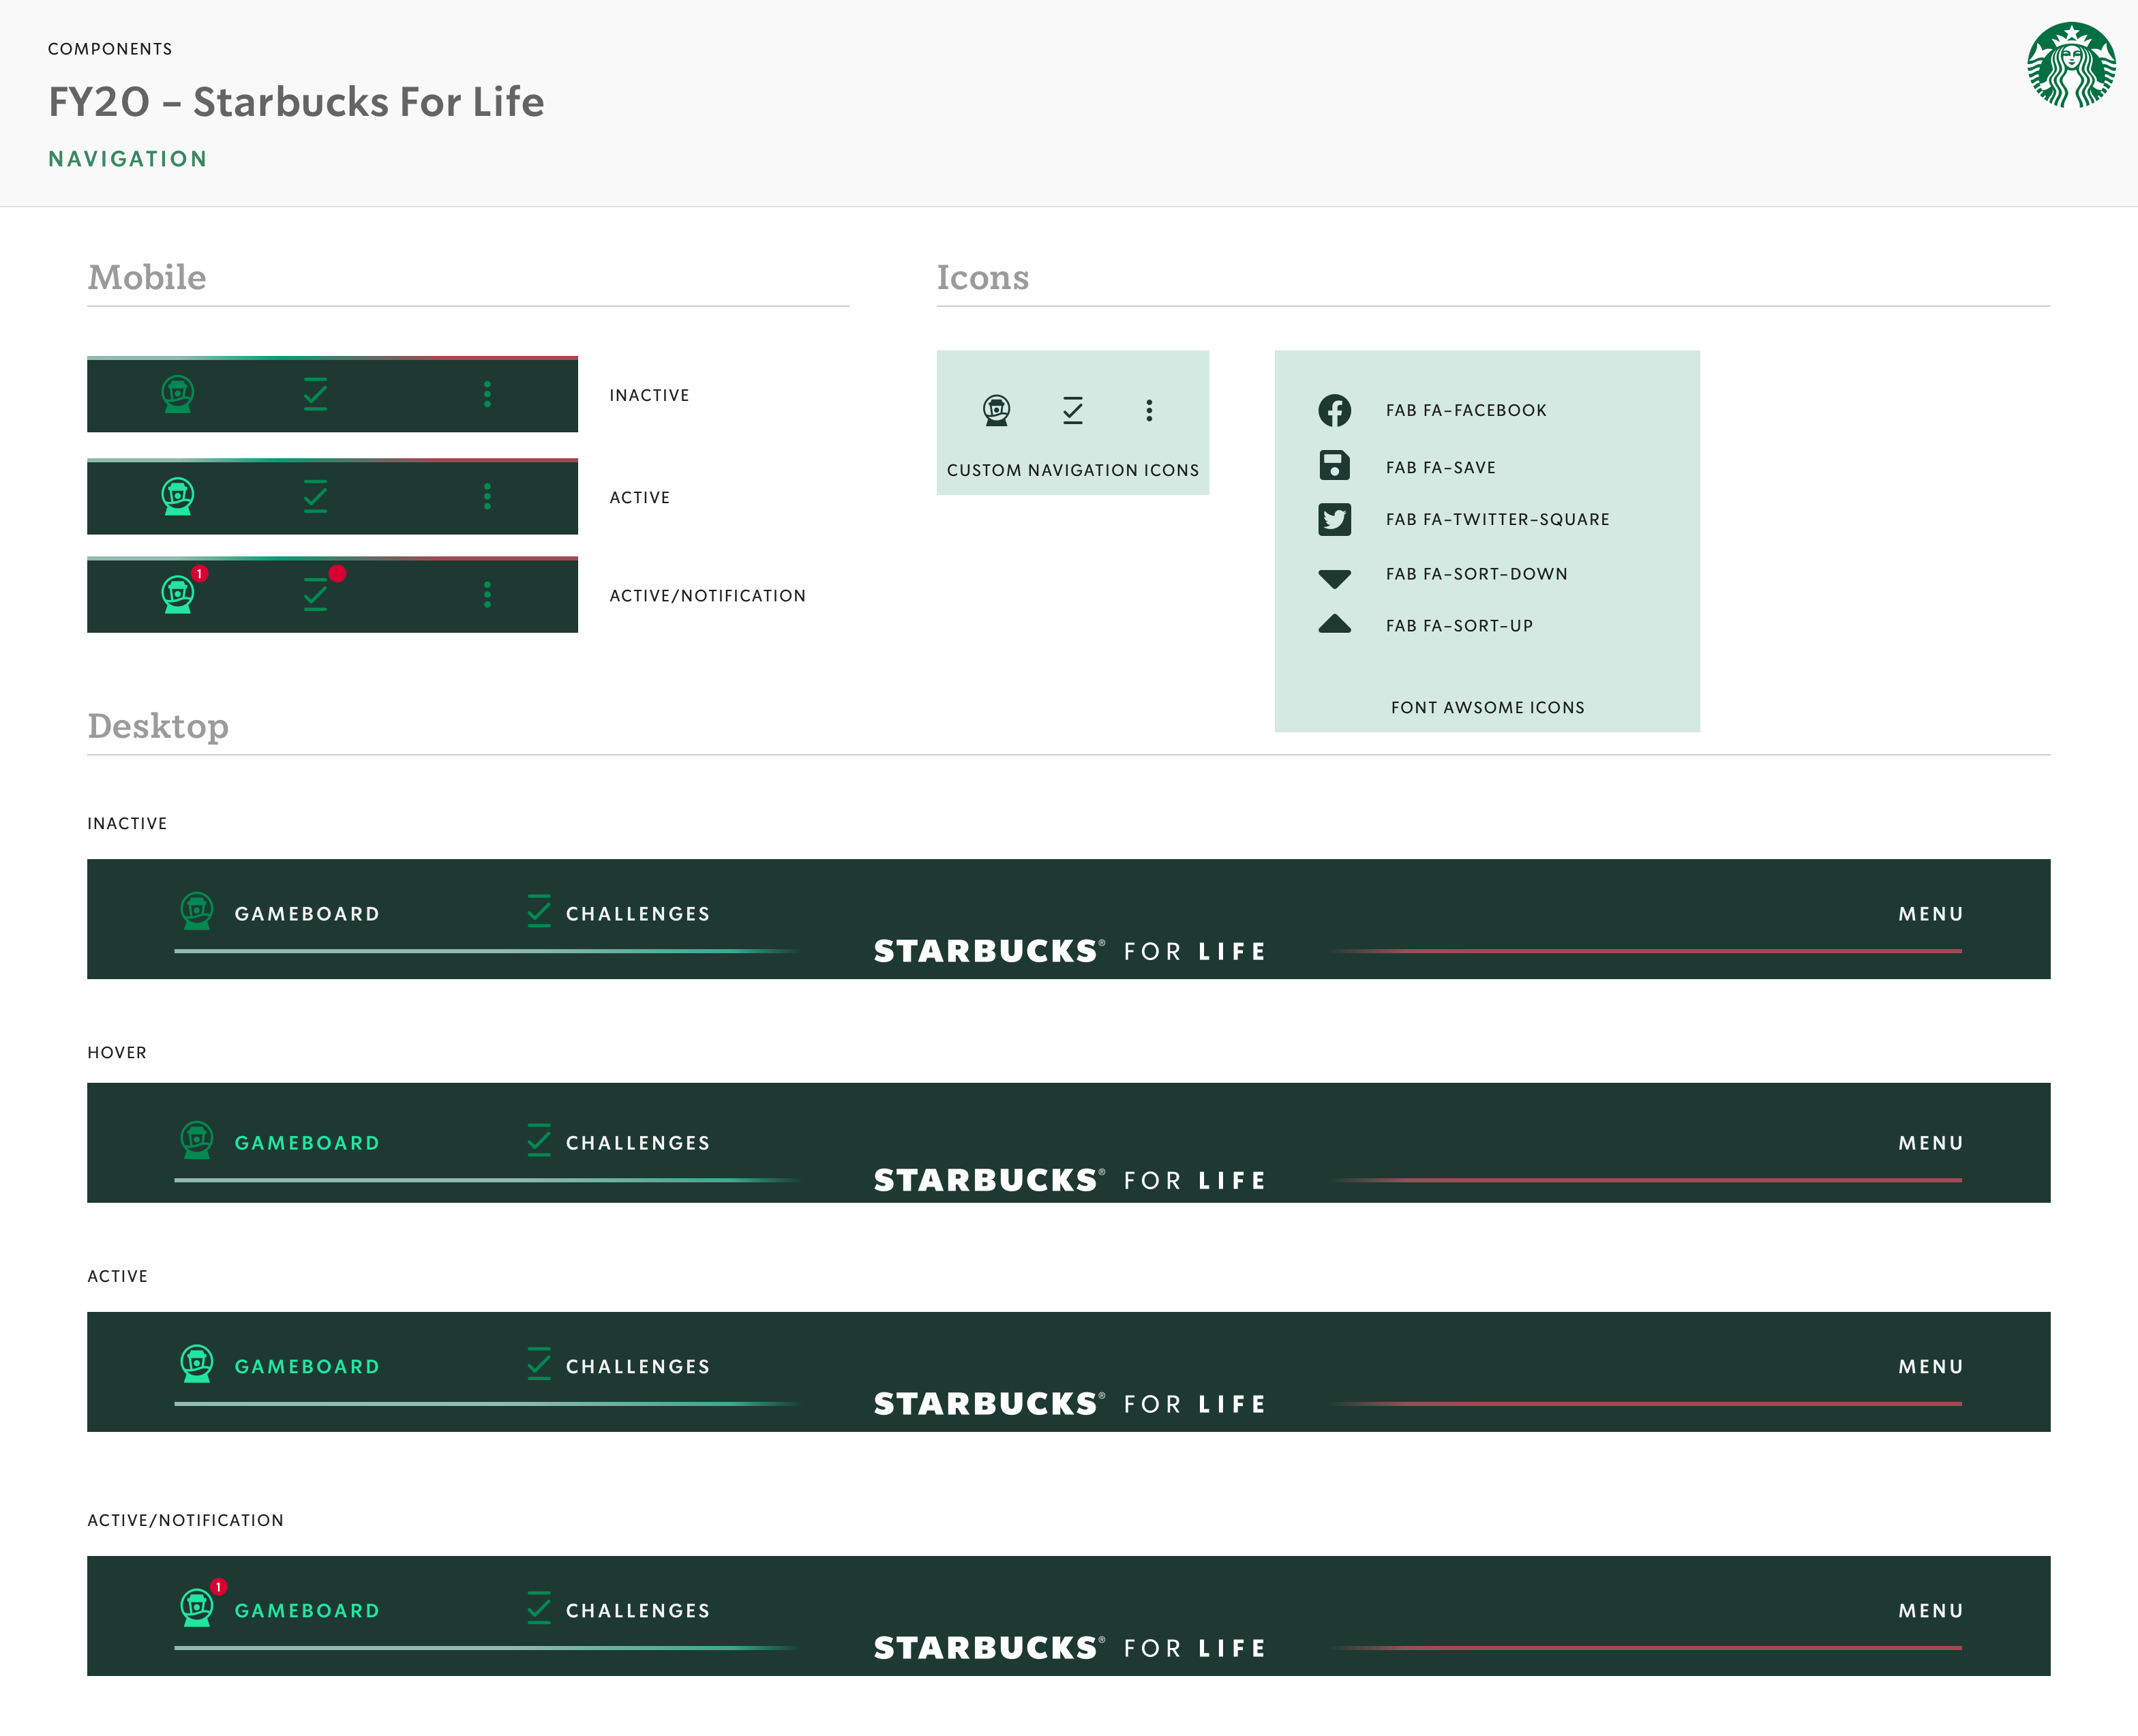 COMPONENTS
FY20 – Starbucks For Life
NAVIGATION
Mobile
INACTIVE
ACTIVE
1
ACTIVE/NOTIFICATION
Icons
CUSTOM NAVIGATION ICONS
FAB FA–FACEBOOK
FAB FA–SAVE
FAB FA–TWITTER–SQUARE
FAB FA–SORT–DOWN
FAB FA–SORT–UP
FONT AWSOME ICONS
Desktop
INACTIVE
GAMEBOARD CHALLENGES MENU
STARBUCKS® FOR LIFE
HOVER
GAMEBOARD CHALLENGES MENU
STARBUCKS® FOR LIFE
ACTIVE
GAMEBOARD CHALLENGES MENU
STARBUCKS® FOR LIFE
ACTIVE/NOTIFICATION
1
GAMEBOARD CHALLENGES MENU
STARBUCKS® FOR LIFE